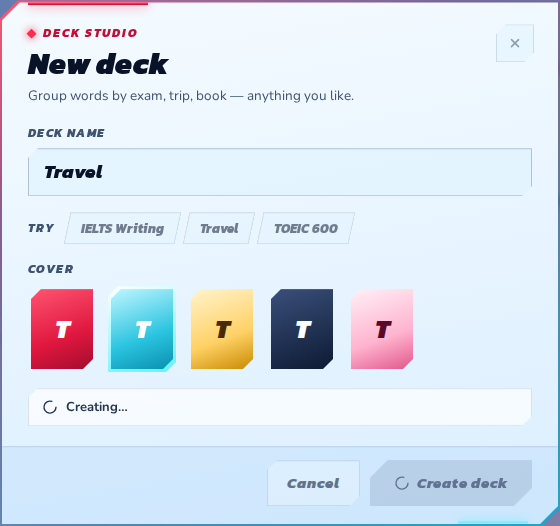 DECK STUDIO
New deck
Group words by exam, trip, book — anything you like.
DECK NAME
Travel
TRY IELTS Writing Travel TOEIC 600
COVER
T T T T T
Creating...
Cancel Create deck